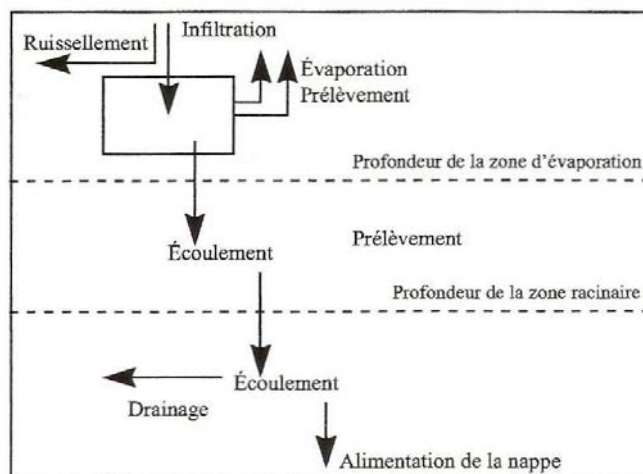 Infiltration
Ruissellement
Évaporation
Prélèvement
Profondeur de la zone d'évaporation
Écoulement
Prélèvement
Profondeur de la zone racinaire
Écoulement
Drainage
Alimentation de la nappe